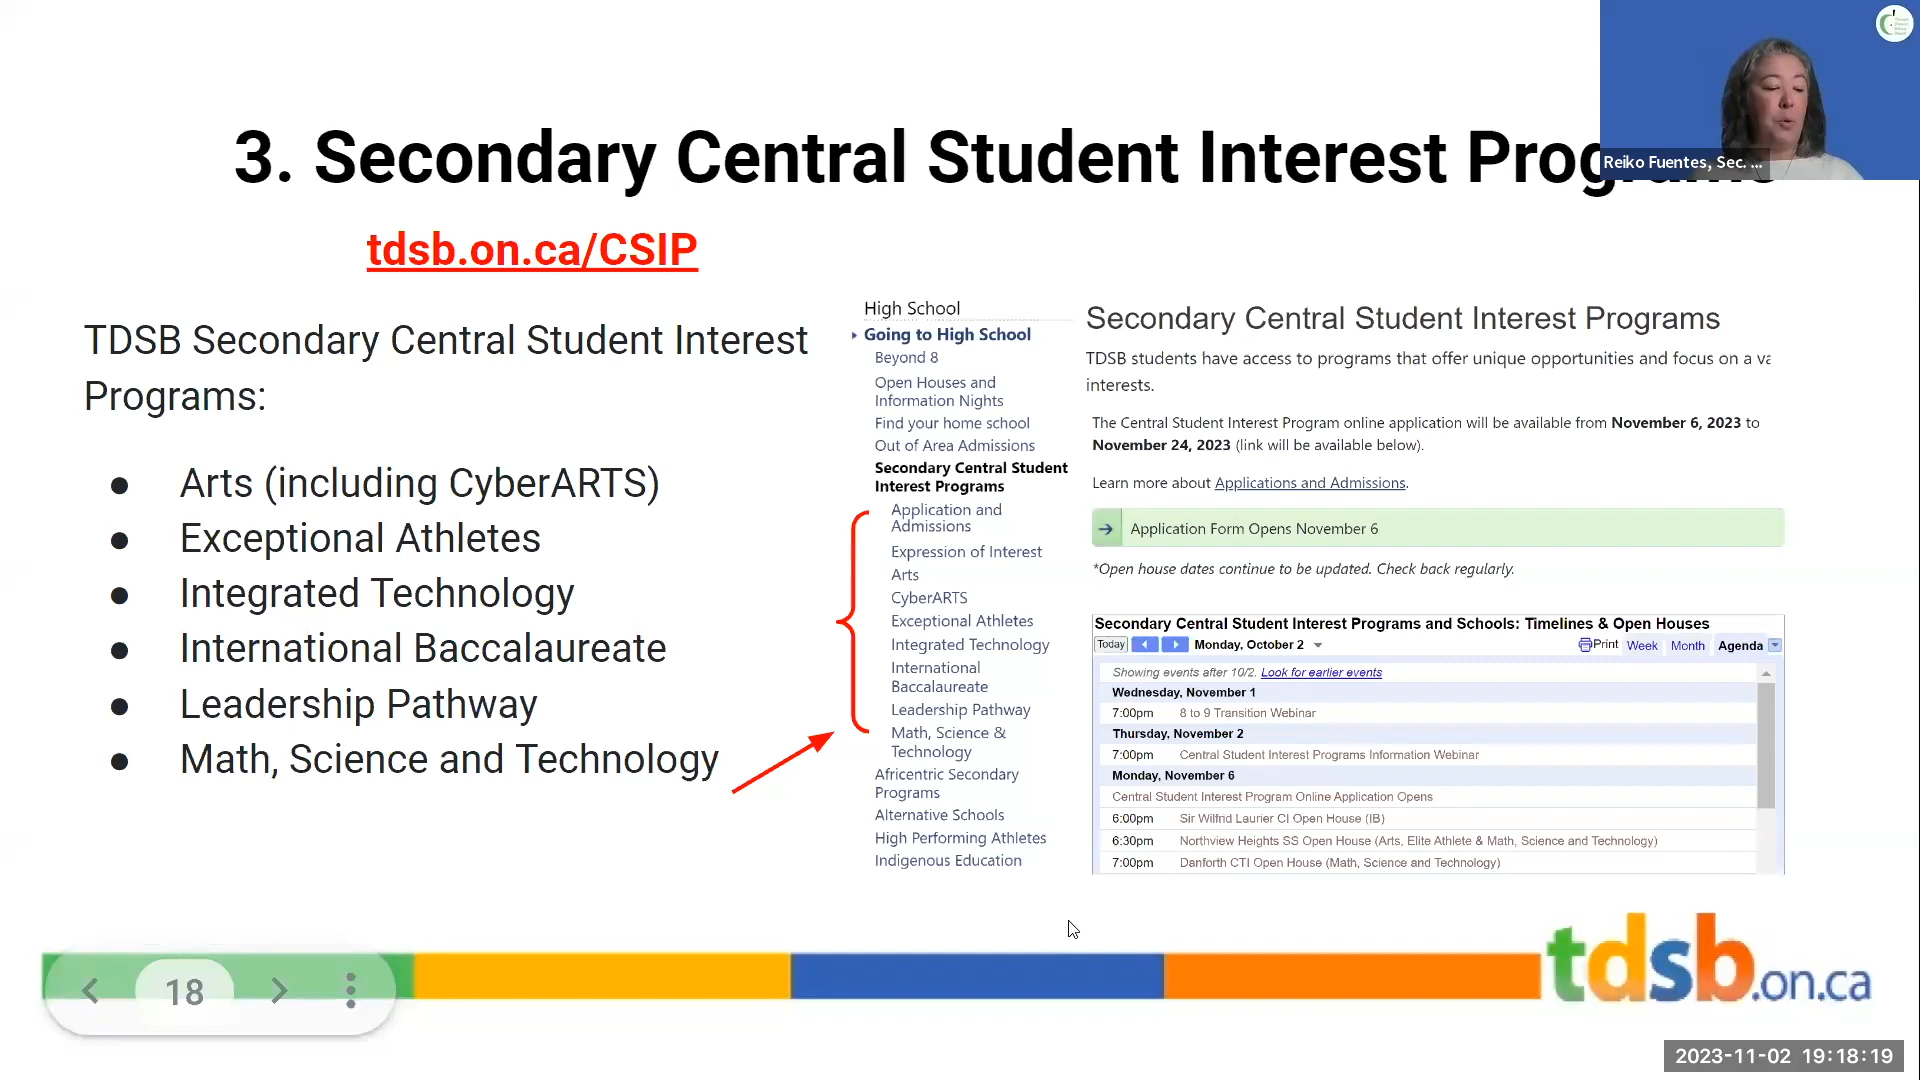 3. Secondary Central Student Interest Programs
Reiko Fuentes, Sec. ...
tdsb.on.ca/CSIP
TDSB Secondary Central Student Interest
Programs:
● Arts (including CyberARTS)
● Exceptional Athletes
● Integrated Technology
● International Baccalaureate
● Leadership Pathway
● Math, Science and Technology
High School
Going to High School
Beyond 8
Open Houses and
Information Nights
Find your home school
Out of Area Admissions
Secondary Central Student
Interest Programs
Application and
Admissions
Expression of Interest
Arts
CyberARTS
Exceptional Athletes
Integrated Technology
International
Baccalaureate
Leadership Pathway
Math, Science &
Technology
Africentric Secondary
Programs
Alternative Schools
High Performing Athletes
Indigenous Education
Secondary Central Student Interest Programs
TDSB students have access to programs that offer unique opportunities and focus on a va
interests.
The Central Student Interest Program online application will be available from November 6, 2023 to
November 24, 2023 (link will be available below).
Learn more about Applications and Admissions.
Application Form Opens November 6
*Open house dates continue to be updated. Check back regularly.
Secondary Central Student Interest Programs and Schools: Timelines & Open Houses
Today Monday, October 2 Print Week Month Agenda
Showing events after 10/2. Look for earlier events
Wednesday, November 1
7:00pm 8 to 9 Transition Webinar
Thursday, November 2
7:00pm Central Student Interest Programs Information Webinar
Monday, November 6
Central Student Interest Program Online Application Opens
6:00pm Sir Wilfrid Laurier CI Open House (IB)
6:30pm Northview Heights SS Open House (Arts, Elite Athlete & Math, Science and Technology)
7:00pm Danforth CTI Open House (Math, Science and Technology)
18
tdsb.on.ca
2023-11-02 19:18:19